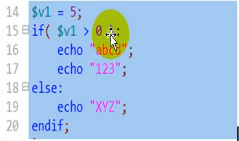 14 $v1 = 5;
15 if( $v1 > 0 ):
16 echo "abcd";
17 echo "123";
18 else:
19 echo "XYZ";
20 endif;